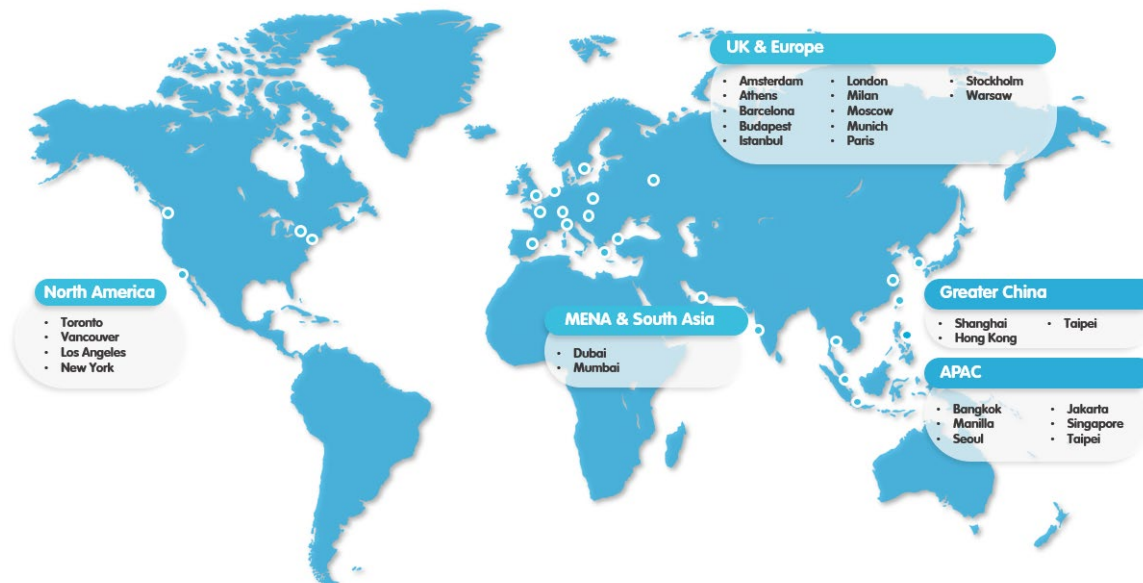 UK & Europe
• Amsterdam
• Athens
• Barcelona
• Budapest
• Istanbul
• London
• Milan
• Moscow
• Munich
• Paris
• Stockholm
• Warsaw
North America
• Toronto
• Vancouver
• Los Angeles
• New York
MENA & South Asia
• Dubai
• Mumbai
Greater China
• Shanghai
• Hong Kong
• Taipei
APAC
• Bangkok
• Manilla
• Seoul
• Jakarta
• Singapore
• Taipei